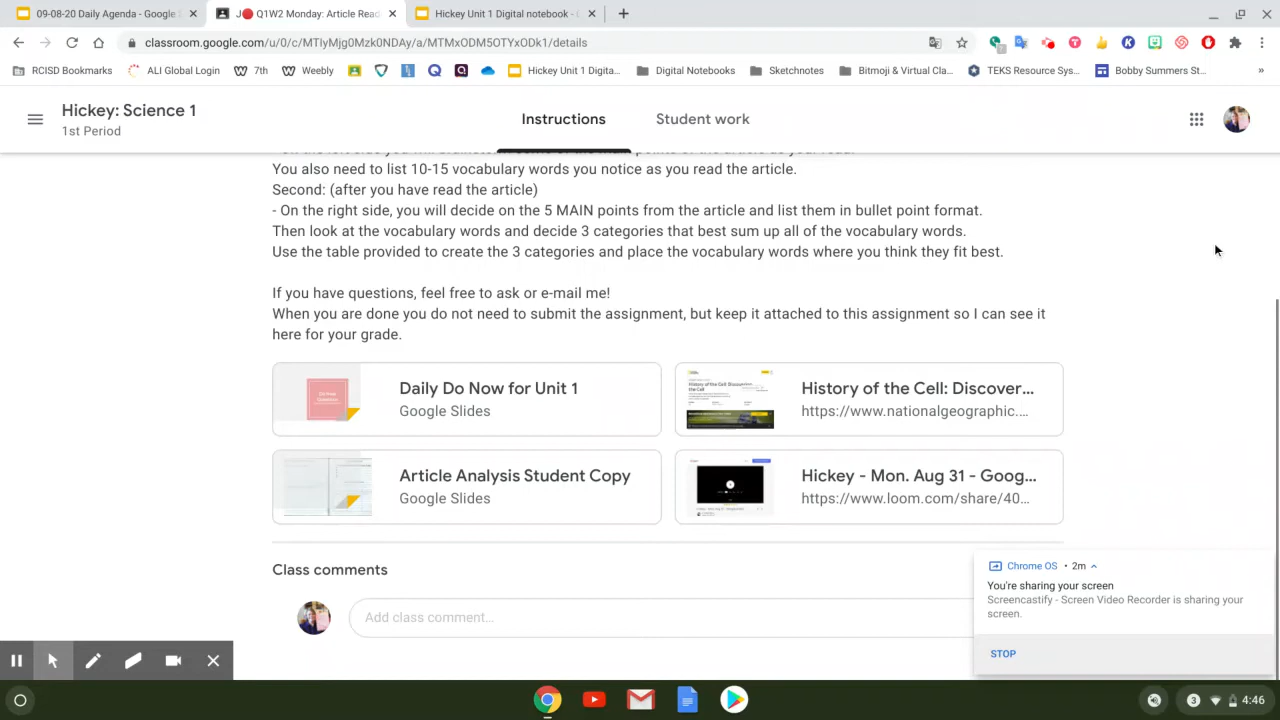 09-08-20 Daily Agenda - Google S
J🔴 Q1W2 Monday: Article Read
Hickey Unit 1 Digital notebook - G
classroom.google.com/u/0/c/MTIyMjg0Mzk0NDAy/a/MTMxODM5OTYxODk1/details
RCISD Bookmarks
ALI Global Login
7th
Weebly
Hickey Unit 1 Digita...
Digital Notebooks
Sketchnotes
Bitmoji & Virtual Cla...
TEKS Resource Sys...
Bobby Summers St...
Hickey: Science 1
1st Period
Instructions
Student work
You also need to list 10-15 vocabulary words you notice as you read the article.
Second: (after you have read the article)
- On the right side, you will decide on the 5 MAIN points from the article and list them in bullet point format.
Then look at the vocabulary words and decide 3 categories that best sum up all of the vocabulary words.
Use the table provided to create the 3 categories and place the vocabulary words where you think they fit best.
If you have questions, feel free to ask or e-mail me!
When you are done you do not need to submit the assignment, but keep it attached to this assignment so I can see it
here for your grade.
Daily Do Now for Unit 1
Google Slides
History of the Cell: Discover...
https://www.nationalgeographic....
Article Analysis Student Copy
Google Slides
Hickey - Mon. Aug 31 - Goog...
https://www.loom.com/share/40...
Class comments
Add class comment...
Chrome OS • 2m
You're sharing your screen
Screencastify - Screen Video Recorder is sharing your
screen.
STOP
3
4:46